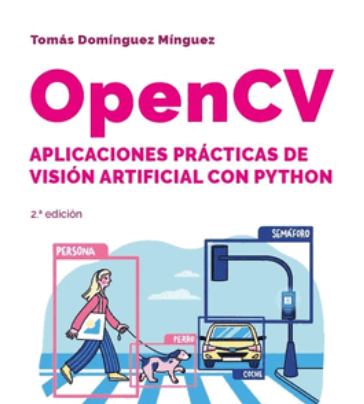 Tomás Domínguez Mínguez
OpenCV
APLICACIONES PRÁCTICAS DE
VISIÓN ARTIFICIAL CON PYTHON
2.ª edición
SEMÁFORO
PERSONA
PERRO
COCHE